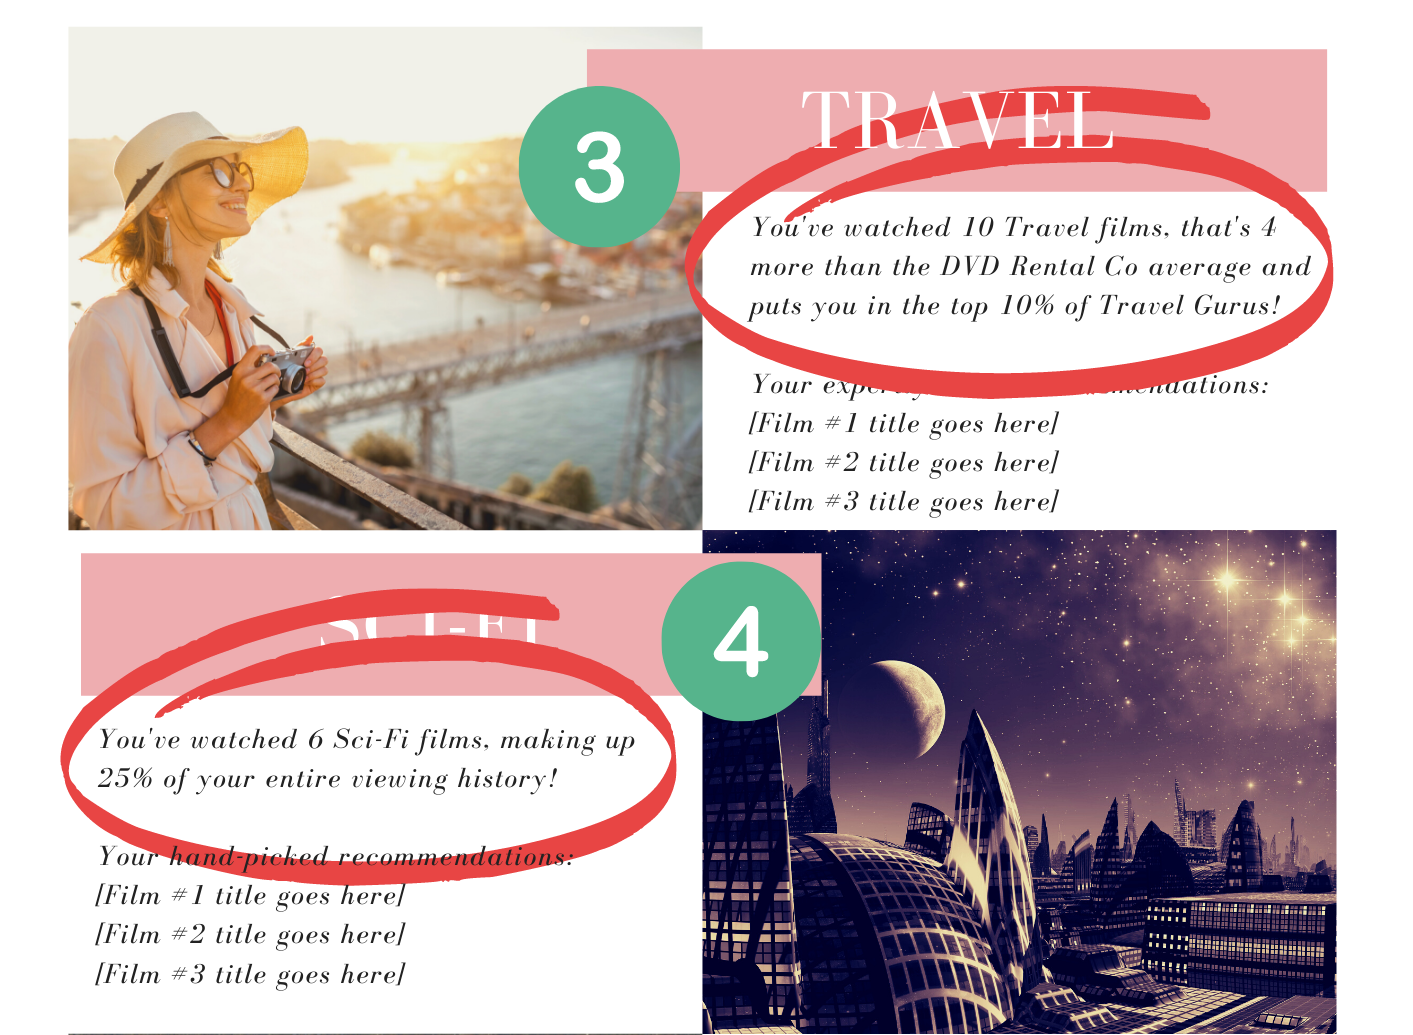 3
TRAVEL
You've watched 10 Travel films, that's 4
more than the DVD Rental Co average and
puts you in the top 10% of Travel Gurus!
Your
[Film #1 title goes here]
[Film #2 title goes here]
[Film #3 title goes here]
SCI-FI
4
You've watched 6 Sci-Fi films, making up
25% of your entire viewing history!
Your hand-picked recommendations:
[Film #1 title goes here]
[Film #2 title goes here]
[Film #3 title goes here]